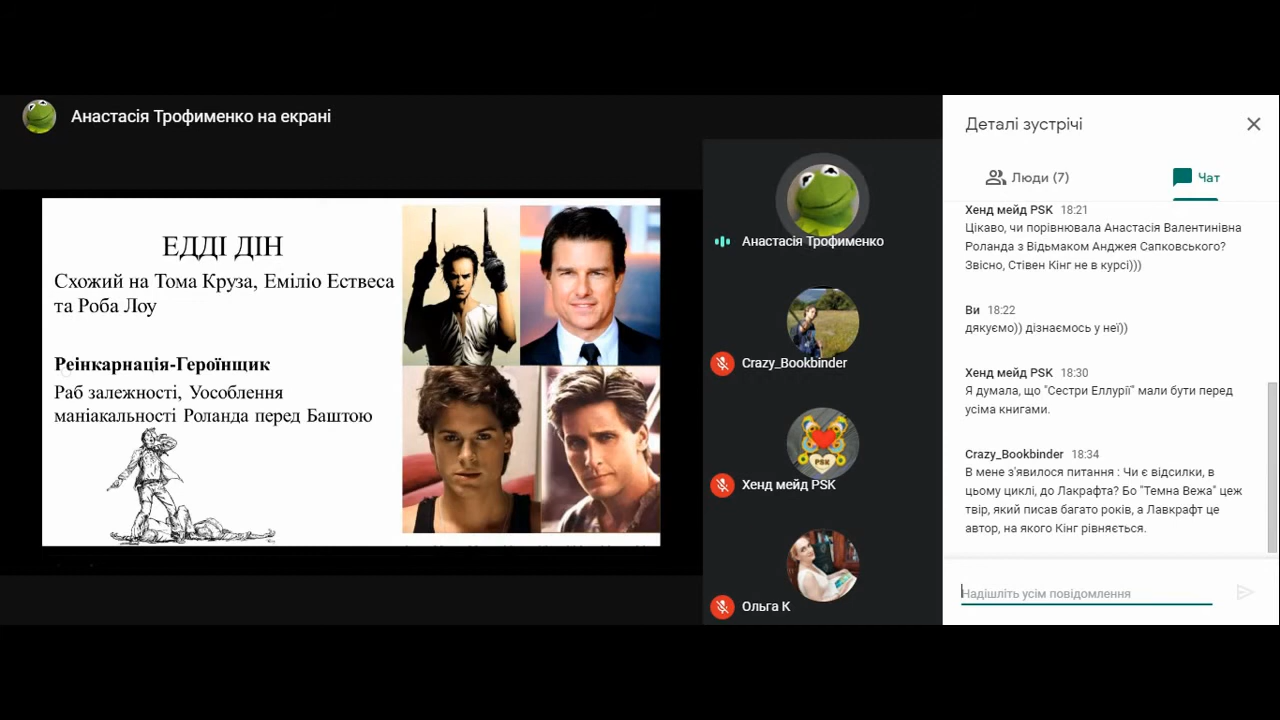 Анастасія Трофименко на екрані
ЕДДІ ДІН
Схожий на Тома Круза, ЕміліоЕствеса
та Роба Лоу
Реінкарнація-Героїнщик
Раб залежності, Уособлення
маніакальності Роланда перед Баштою
Анастасія Трофименко
Crazy_Bookbinder
Хенд мейд PSK
Ольга К
Деталі зустрічі
Люди (7)
Чат
Хенд мейд PSK 18:21
Цікаво, чи порівнювала Анастасія Валентинівна
Роланда з Відьмаком Анджея Сапковського?
Звісно, Стівен Кінг не в курсі)))
Ви 18:22
дякуємо)) дізнаємось у неї))
Хенд мейд PSK 18:30
Я думала, що "Сестри Еллурії" мали бути перед
усіма книгами.
Crazy_Bookbinder 18:34
В мене з'явилося питання : Чи є відсилки, в
цьому циклі, до Лакрафта? Бо "Темна Вежа" цеж
твір, який писав багато років, а Лавкрафт це
автор, на якого Кінг рівняється.
Надішліть усім повідомлення